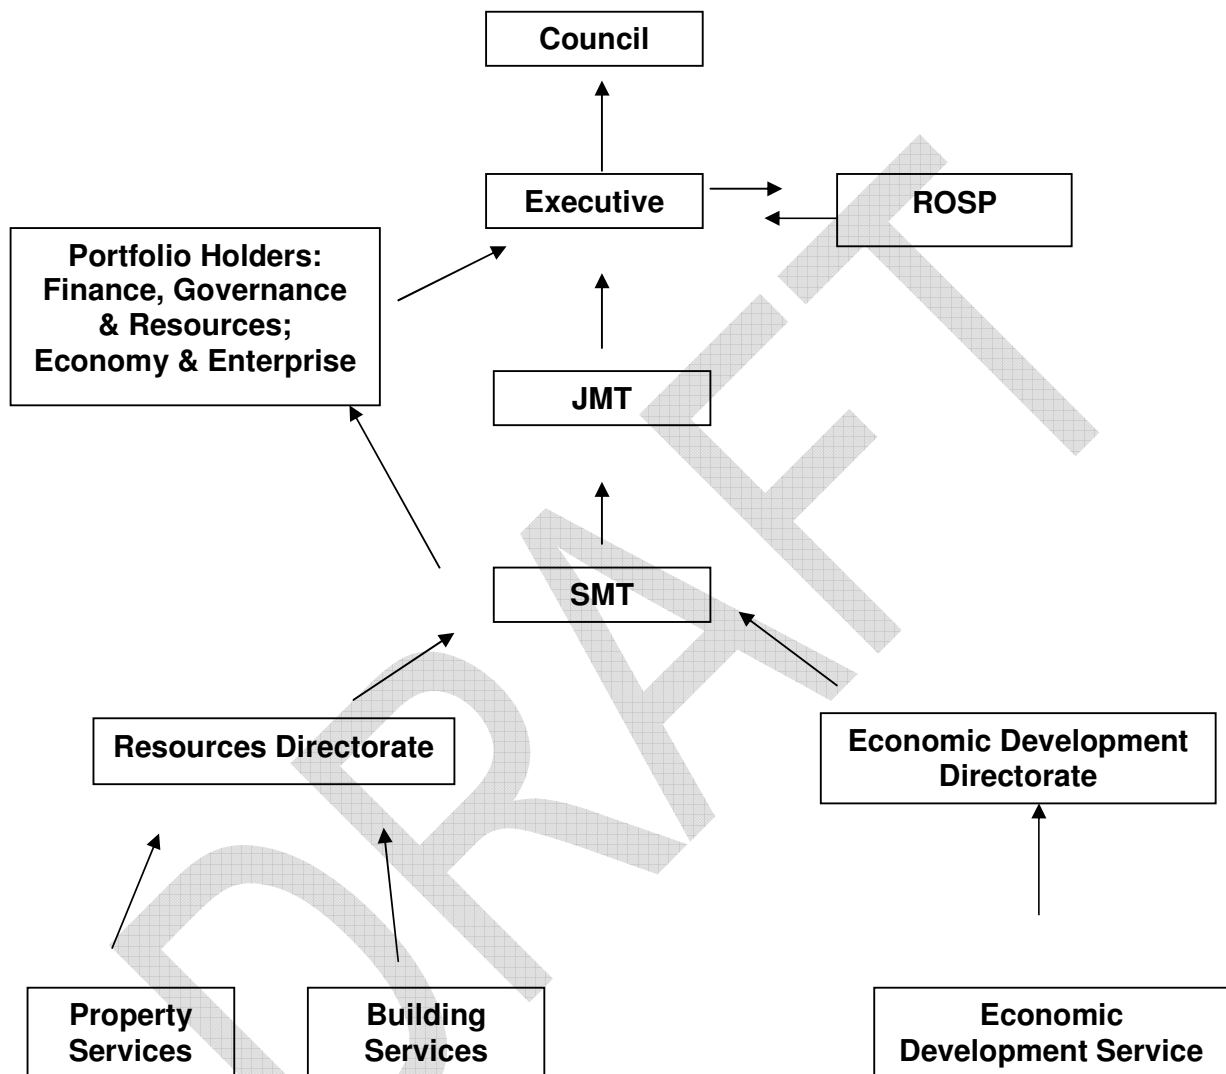 Council
Executive
ROSP
Portfolio Holders:
Finance, Governance
& Resources;
Economy & Enterprise
JMT
SMT
Resources Directorate
Economic Development
Directorate
Property
Services
Building
Services
Economic
Development Service
DRAFT